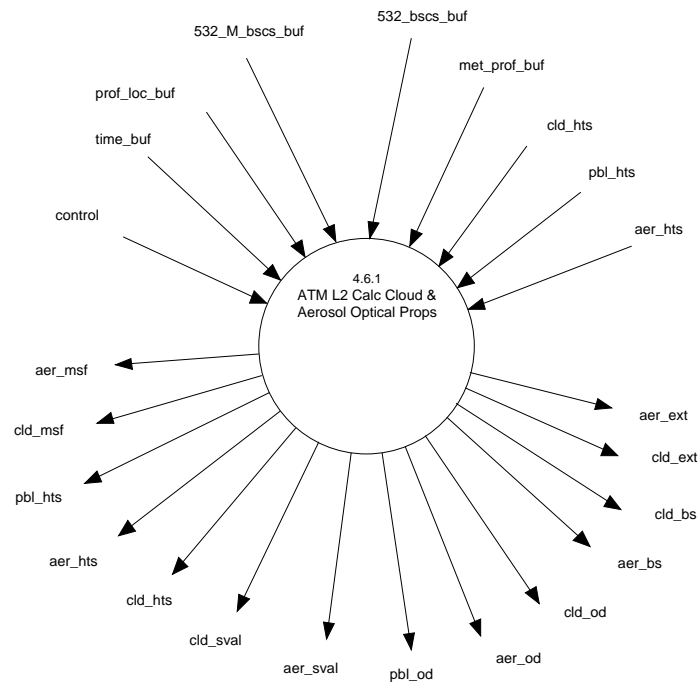 532_bscs_buf
532_M_bscs_buf
met_prof_buf
prof_loc_buf
cld_hts
time_buf
pbl_hts
control
aer_hts
4.6.1
ATM L2 Calc Cloud &
Aerosol Optical Props
aer_msf
aer_ext
cld_msf
cld_ext
pbl_hts
cld_bs
aer_hts
aer_bs
cld_hts
cld_od
cld_sval
aer_od
aer_sval
pbl_od